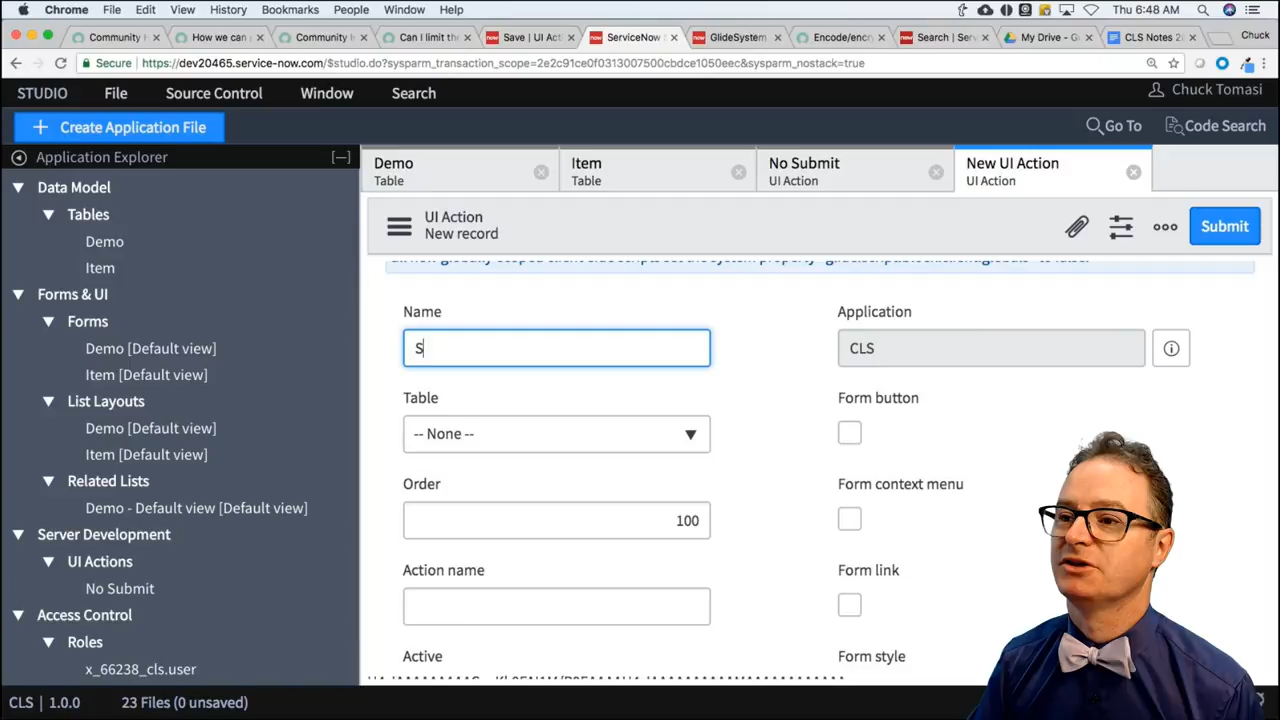 Chrome File Edit View History Bookmarks People Window Help Thu 6:48 AM
Community H How we can Community H Can I limit the Save | UI Act ServiceNow S GlideSystem Encode/encry Search | Serv My Drive - Go CLS Notes 2 Chuck
Secure https://dev20465.service-now.com/$studio.do?sysparm_transaction_scope=2e2c91ce0f0313007500cbdce1050eec&sysparm_nostack=true
STUDIO File Source Control Window Search Chuck Tomasi
+ Create Application File Go To Code Search
Application Explorer [—]
Demo
Table
Item
Table
No Submit
UI Action
New UI Action
UI Action
Data Model
Tables
Demo
Item
Forms & UI
Forms
Demo [Default view]
Item [Default view]
List Layouts
Demo [Default view]
Item [Default view]
Related Lists
Demo - Default view [Default view]
Server Development
UI Actions
No Submit
Access Control
Roles
x_66238_cls.user
UI Action
New record
Submit
Name
S
Application
CLS
Table
-- None --
Form button
Order
100
Form context menu
Action name
Form link
Active
Form style
CLS | 1.0.0 23 Files (0 unsaved)